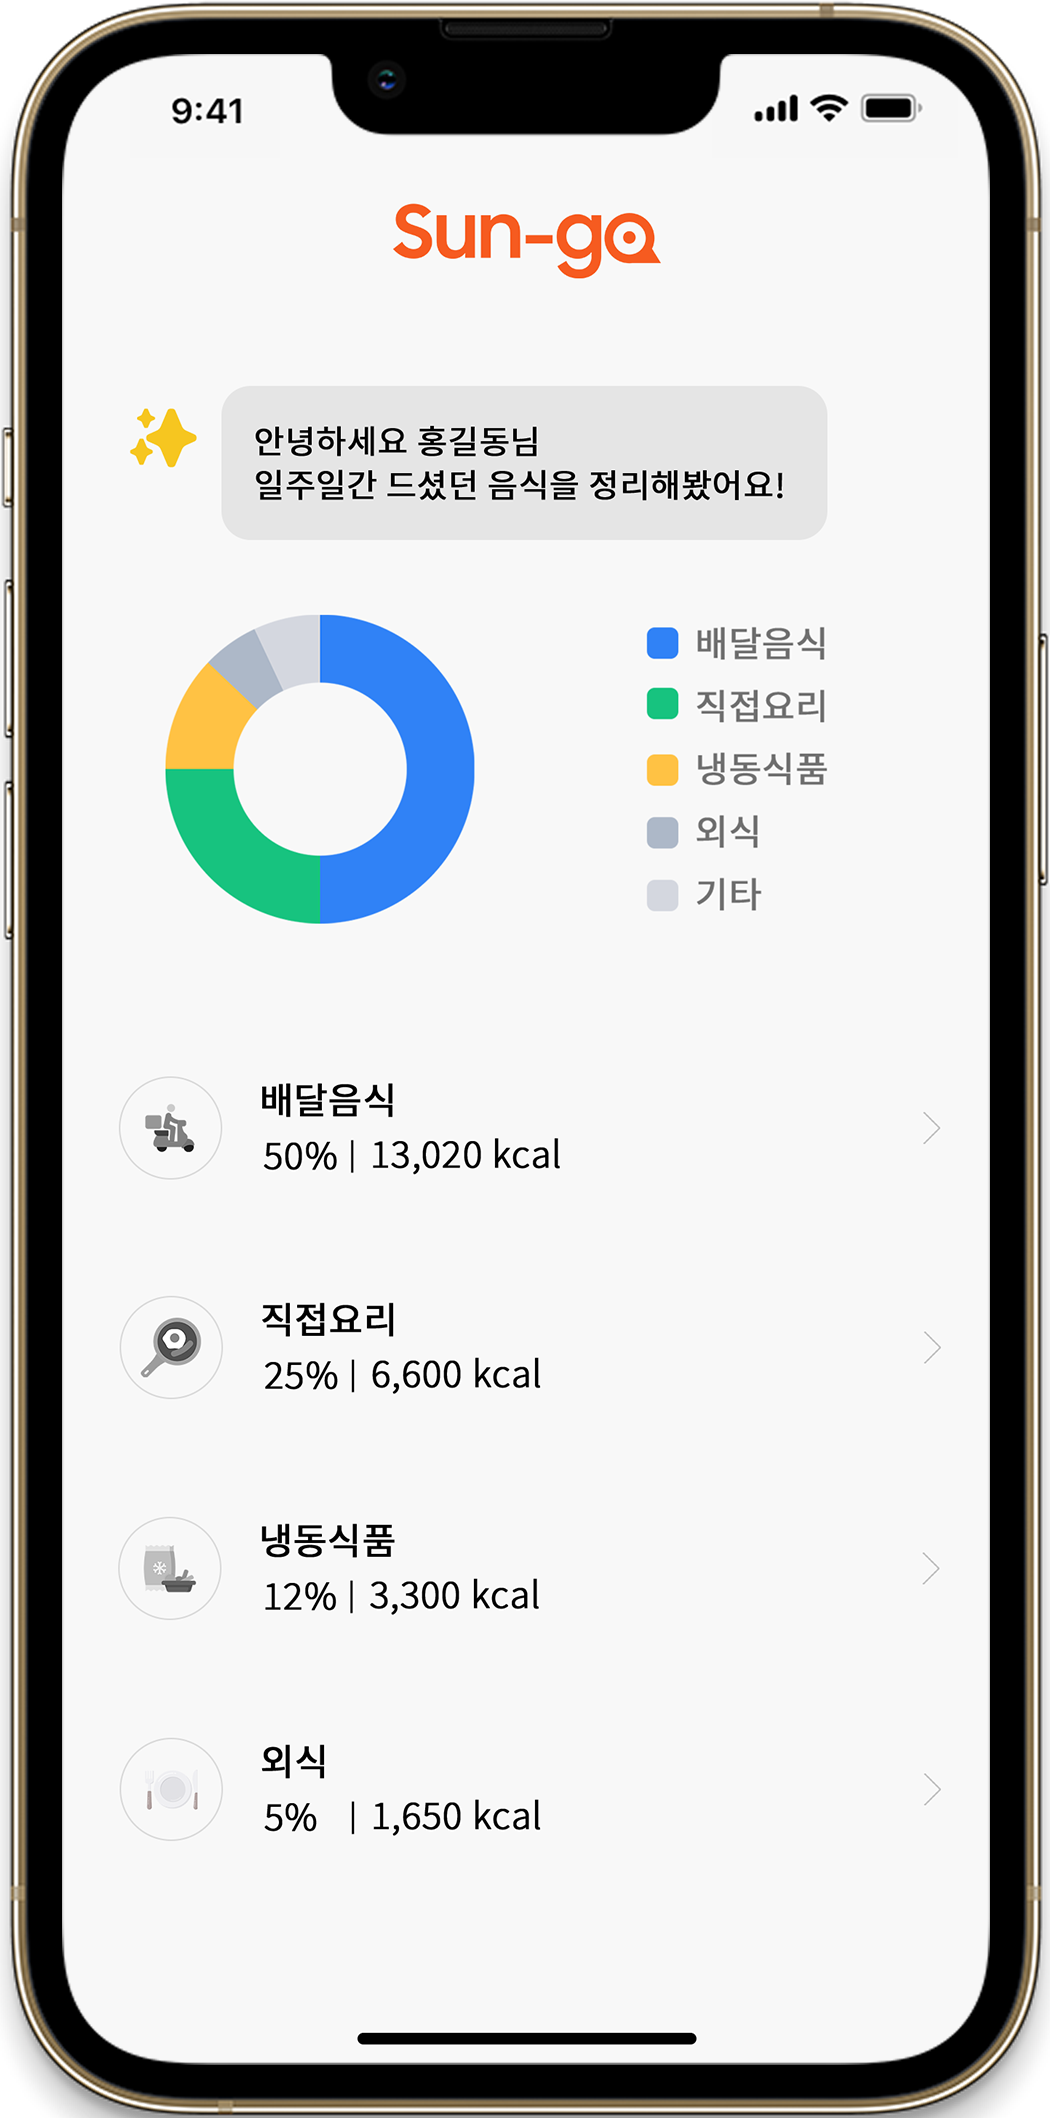 9:41
Sun-go
안녕하세요 홍길동님
일주일간 드셨던 음식을 정리해봤어요!
배달음식
직접요리
냉동식품
외식
기타
배달음식
50% | 13,020 kcal
직접요리
25% | 6,600 kcal
냉동식품
12% | 3,300 kcal
외식
5% | 1,650 kcal